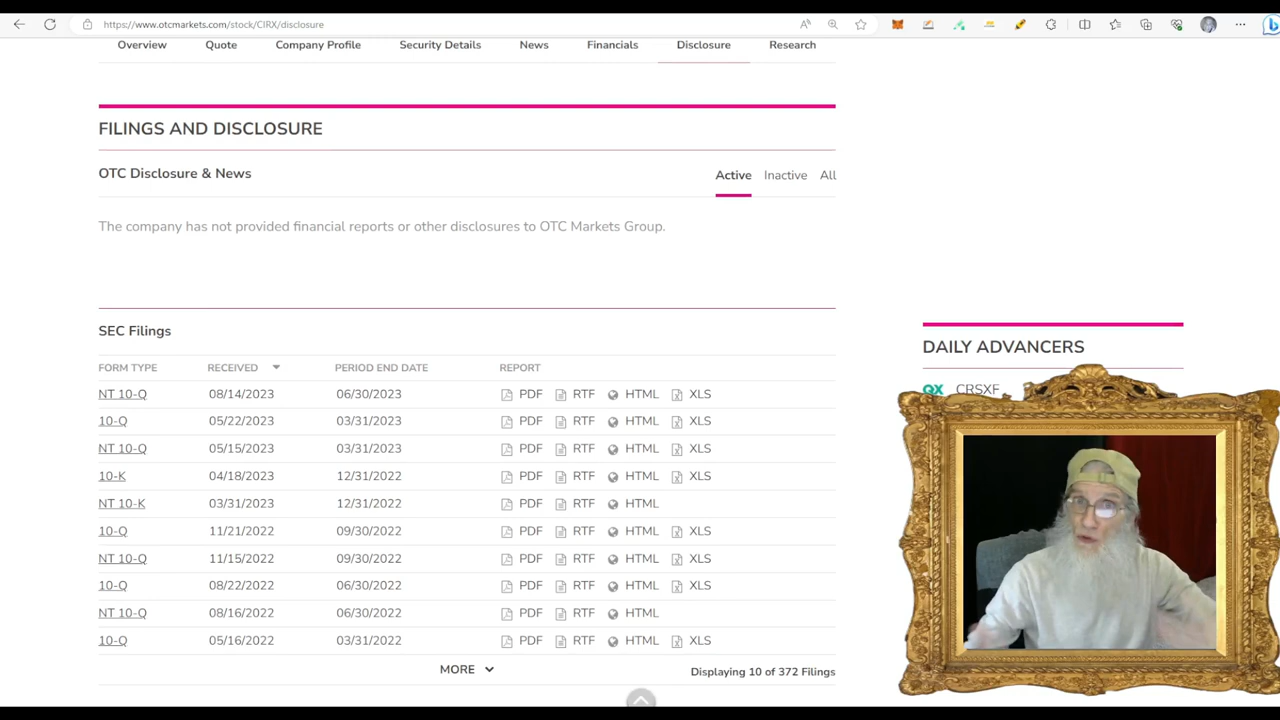 https://www.otcmarkets.com/stock/CIRX/disclosure
Overview Quote Company Profile Security Details News Financials Disclosure Research
FILINGS AND DISCLOSURE
OTC Disclosure & News
Active Inactive All
The company has not provided financial reports or other disclosures to OTC Markets Group.
SEC Filings
FORM TYPE RECEIVED PERIOD END DATE REPORT
NT 10-Q 08/14/2023 06/30/2023 PDF RTF HTML XLS
10-Q 05/22/2023 03/31/2023 PDF RTF HTML XLS
NT 10-Q 05/15/2023 03/31/2023 PDF RTF HTML XLS
10-K 04/18/2023 12/31/2022 PDF RTF HTML XLS
NT 10-K 03/31/2023 12/31/2022 PDF RTF HTML
10-Q 11/21/2022 09/30/2022 PDF RTF HTML XLS
NT 10-Q 11/15/2022 09/30/2022 PDF RTF HTML XLS
10-Q 08/22/2022 06/30/2022 PDF RTF HTML XLS
NT 10-Q 08/16/2022 06/30/2022 PDF RTF HTML
10-Q 05/16/2022 03/31/2022 PDF RTF HTML XLS
MORE
Displaying 10 of 372 Filings
DAILY ADVANCERS
QX CRSXF